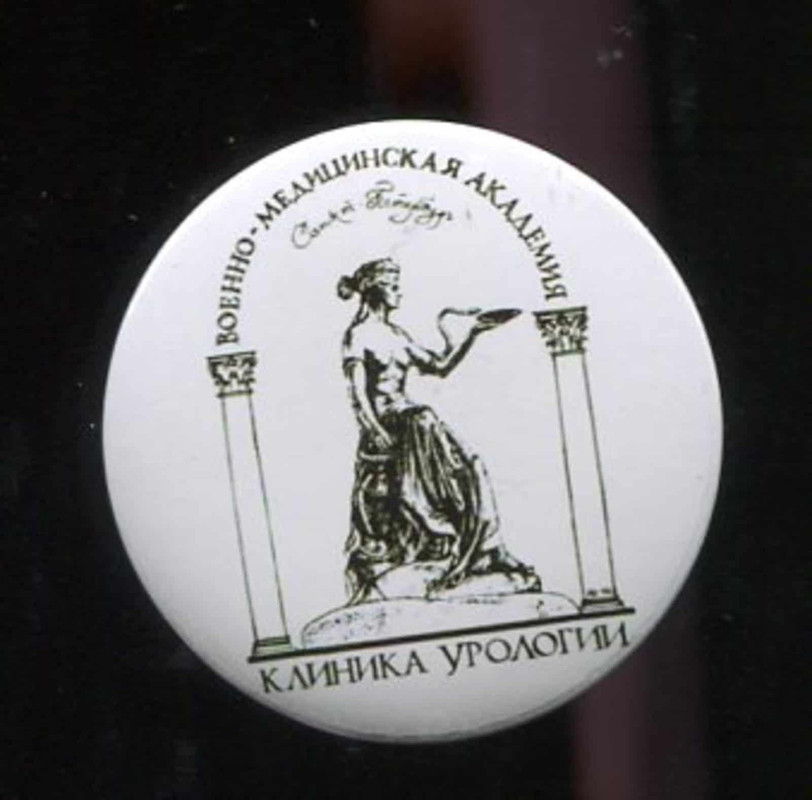 ВОЕННО-МЕДИЦИНСКАЯ АКАДЕМИЯ
Санкт Петербург
КЛИНИКА УРОЛОГИИ